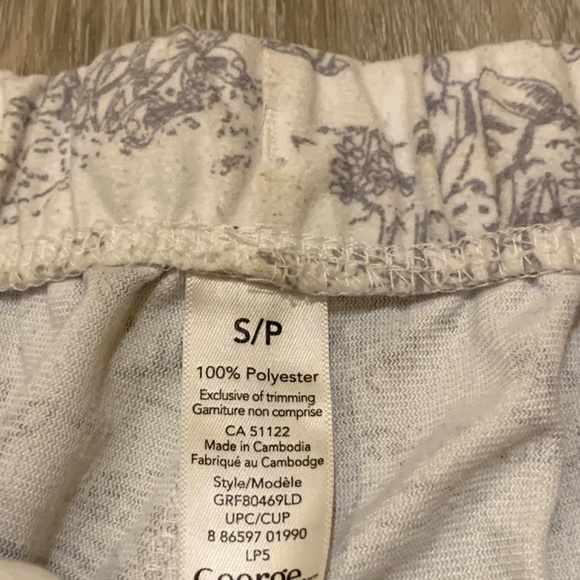 S/P
100% Polyester
Exclusive of trimming
Garniture non comprise
CA 51122
Made in Cambodia
Fabriqué au Cambodge
Style/Modèle
GRF80469LD
UPC/CUP
8 86597 01990
LP5
George